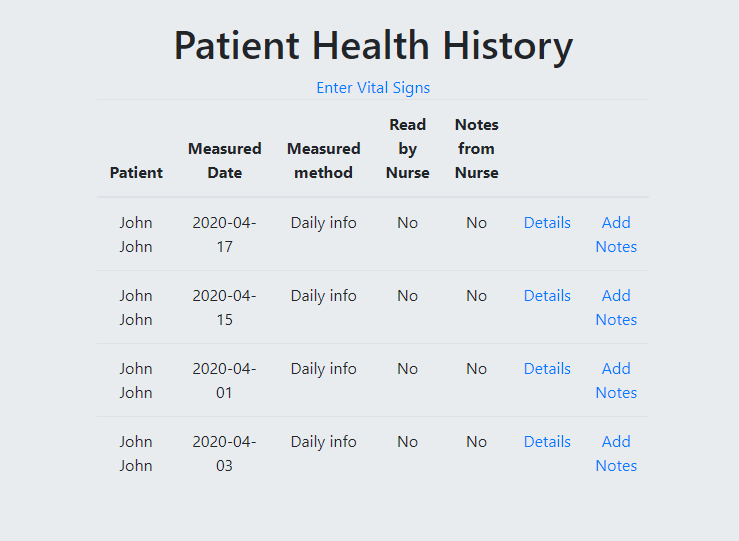 Patient Health History
Enter Vital Signs
Patient Measured Date Measured method Read by Nurse Notes from Nurse
John John 2020-04-17 Daily info No No Details Add Notes
John John 2020-04-15 Daily info No No Details Add Notes
John John 2020-04-01 Daily info No No Details Add Notes
John John 2020-04-03 Daily info No No Details Add Notes